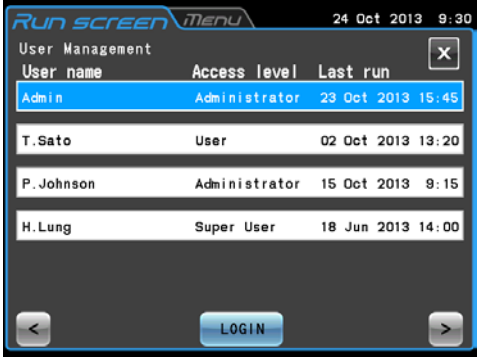 Run screen Menu 24 Oct 2013 9:30
User Management X
User name Access level Last run
Admin Administrator 23 Oct 2013 15:45
T.Sato User 02 Oct 2013 13:20
P.Johnson Administrator 15 Oct 2013 9:15
H.Lung Super User 18 Jun 2013 14:00
< LOGIN >